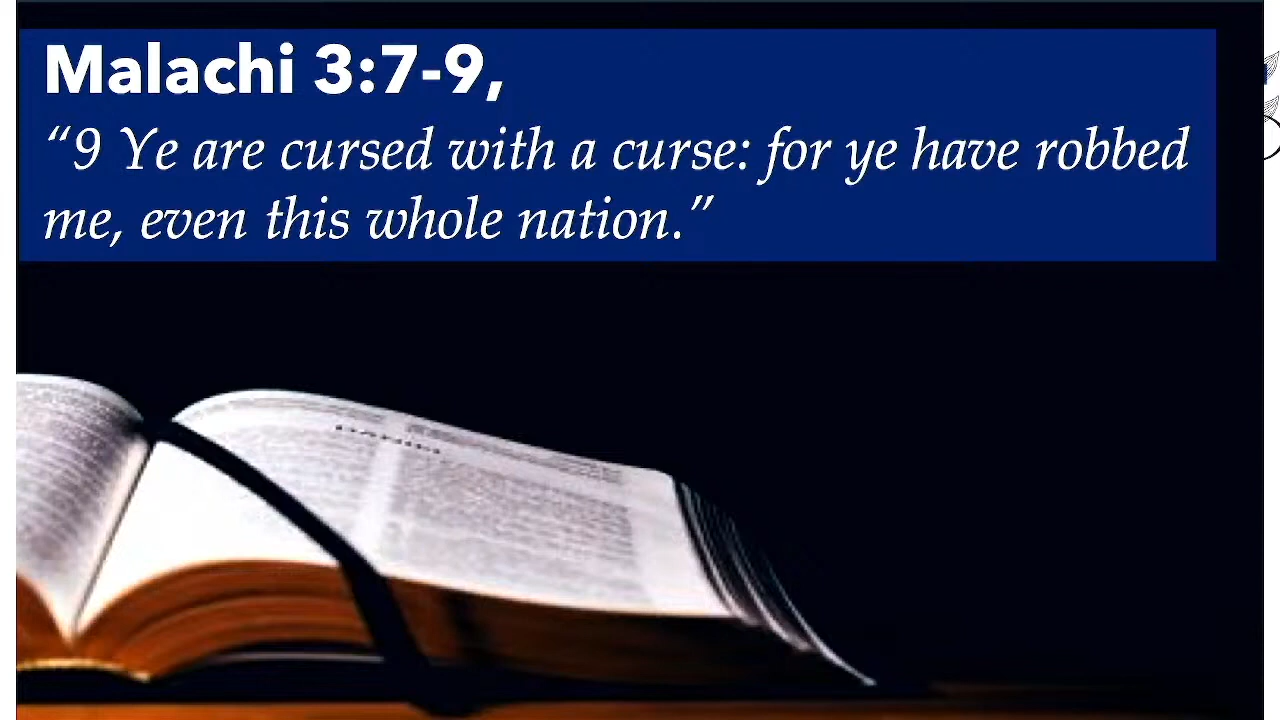 Malachi 3:7-9,
“9 Ye are cursed with a curse: for ye have robbed
me, even this whole nation.”